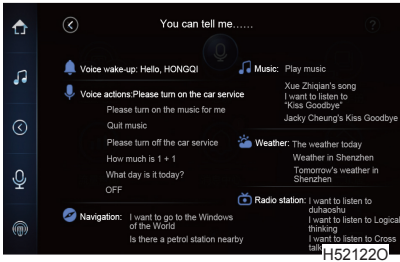 You can tell me......
?
Voice wake-up: Hello, HONGQI
Voice actions:Please turn on the car service
Please turn on the music for me
Quit music
Please turn off the car service
How much is 1 + 1
What day is it today?
OFF
Navigation: I want to go to the Windows
of the World
Is there a petrol station nearby
Music: Play music
Xue Zhiqian's song
I want to listen to
"Kiss Goodbye"
Jacky Cheung's Kiss Goodbye
Weather: The weather today
Weather in Shenzhen
Tomorrow's weather in
Shenzhen
Radio station: I want to listen to
duhaoshu
I want to listen to Logical
thinking
I want to listen to Cross
talk
H52122O